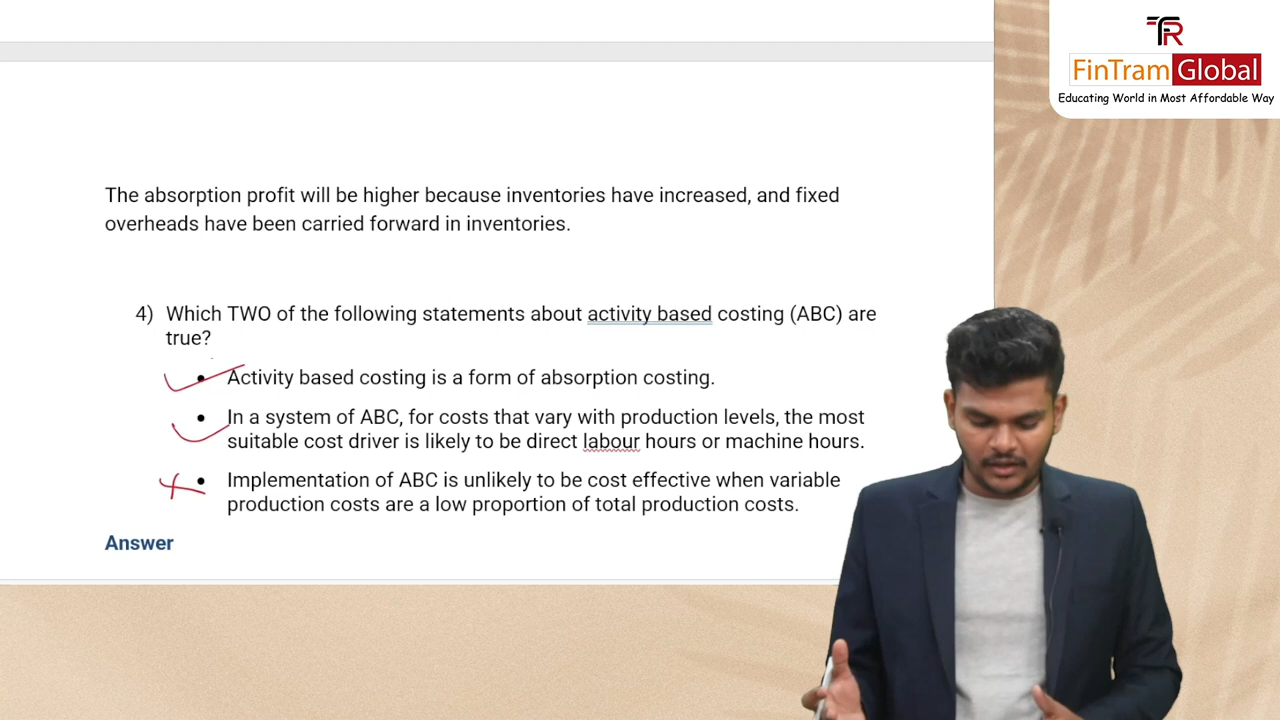 TR
FinTram Global
Educating World in Most Affordable Way
The absorption profit will be higher because inventories have increased, and fixed
overheads have been carried forward in inventories.
4) Which TWO of the following statements about activity based costing (ABC) are
true?
• Activity based costing is a form of absorption costing.
• In a system of ABC, for costs that vary with production levels, the most
suitable cost driver is likely to be direct labour hours or machine hours.
• Implementation of ABC is unlikely to be cost effective when variable
production costs are a low proportion of total production costs.
Answer